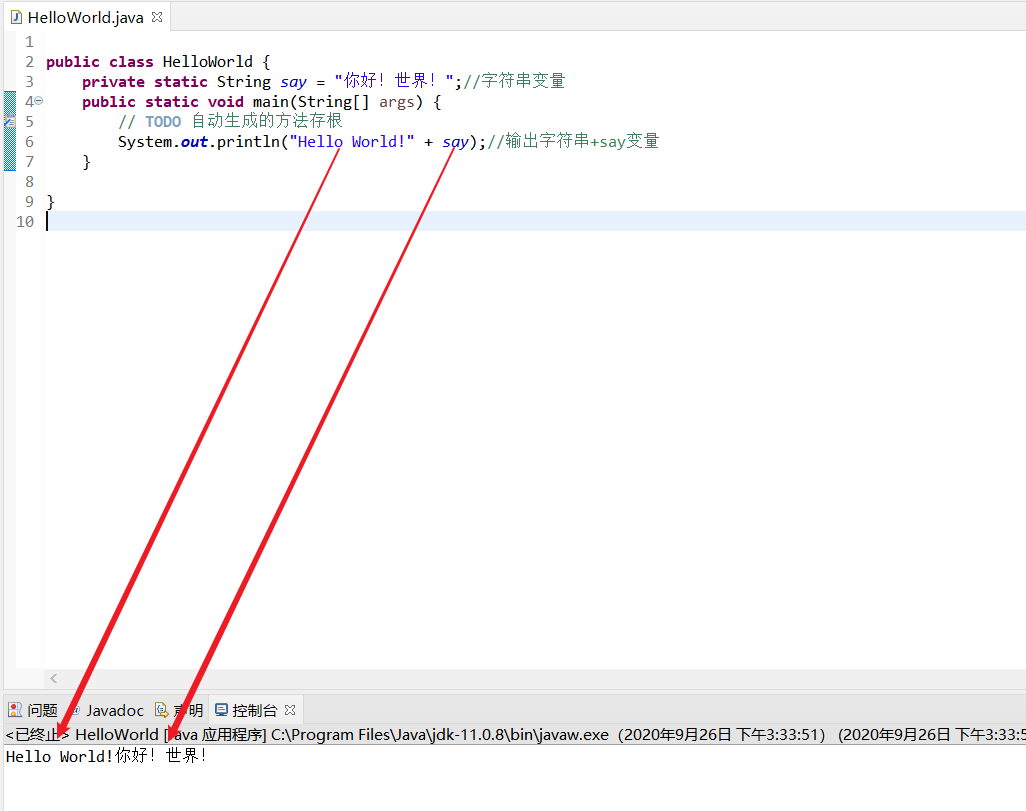 HelloWorld.java
1
2 public class HelloWorld {
3 private static String say = "你好！世界！";//字符串变量
4 public static void main(String[] args) {
5 // TODO 自动生成的方法存根
6 System.out.println("Hello World!" + say);//输出字符串+say变量
7 }
8
9 }
10
问题 @ Javadoc 声明 控制台
<已终止> HelloWorld [Java 应用程序] C:\Program Files\Java\jdk-11.0.8\bin\javaw.exe（2020年9月26日 下午3:33:51）（2020年9月26日 下午3:33:5
Hello World!你好！世界！